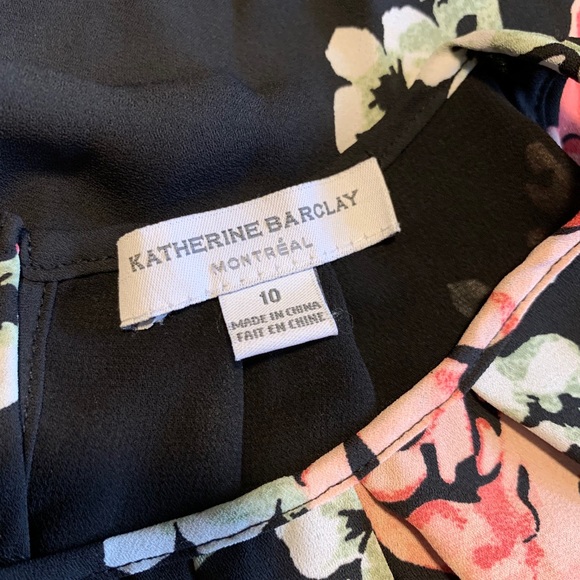 KATHERINE BARCLAY
MONTRÉAL
10
MADE IN CHINA
FAIT EN CHINE